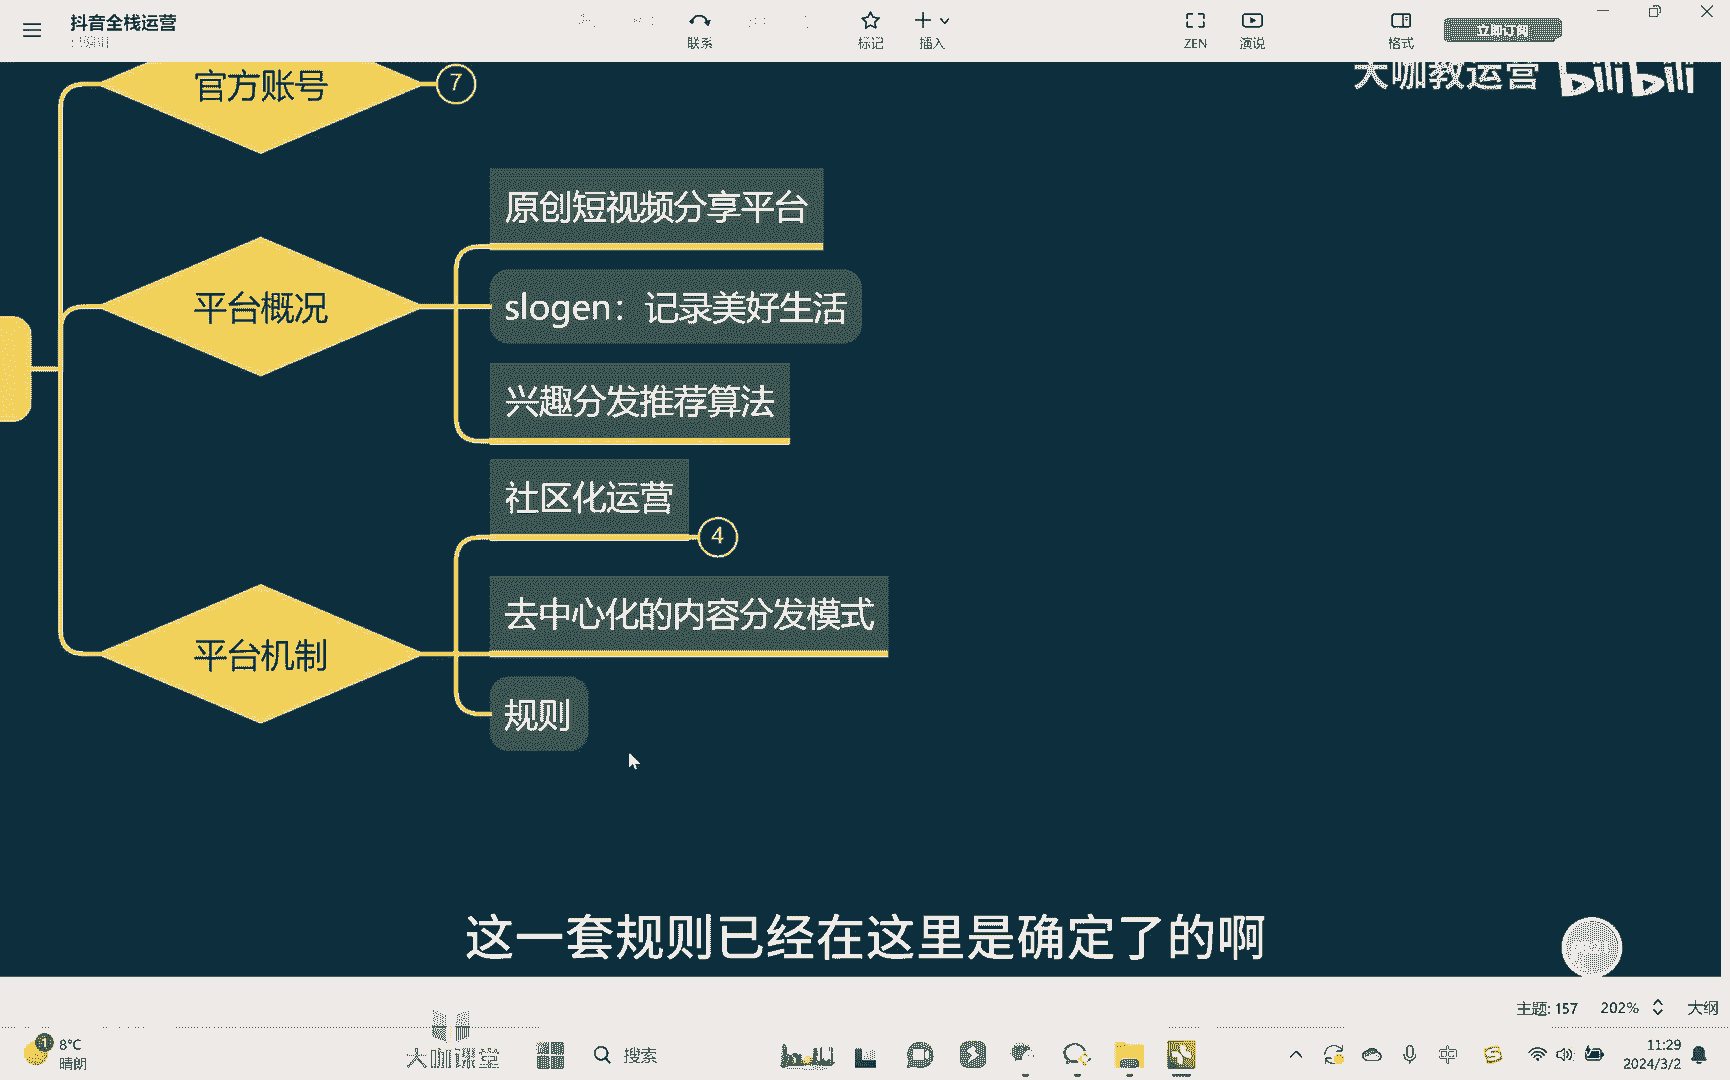 抖音全栈运营
联系
标记
插入
ZEN
演说
格式
立即订阅
大咖教运营 bilibili
官方账号
7
原创短视频分享平台
平台概况
slogen：记录美好生活
兴趣分发推荐算法
社区化运营
4
去中心化的内容分发模式
平台机制
规则
这一套规则已经在这里是确定了的啊
主题: 157
202%
大纲
1
8°C
晴朗
大咖课堂
搜索
中
11:29
2024/3/2